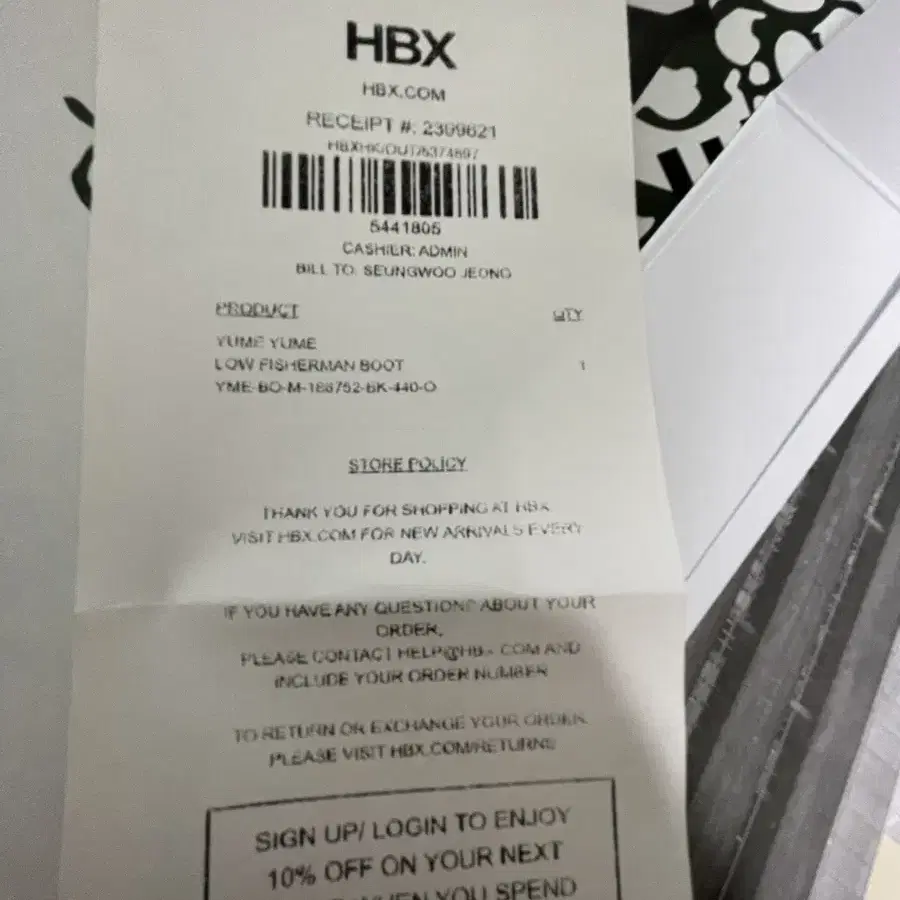 HBX
HBX.COM
RECEIPT #: 2309621
5441805
CASHIER: ADMIN
BILL TO: SEUNGWOO JEONG
PRODUCT
QTY
YUME YUME
LOW FISHERMAN BOOT
1
STORE POLICY
THANK YOU FOR SHOPPING AT HBX
VISIT HBX.COM FOR NEW ARRIVALS EVERY
DAY.
IF YOU HAVE ANY QUESTIONS ABOUT YOUR
ORDER,
PLEASE CONTACT HELP@HBX.COM AND
INCLUDE YOUR ORDER NUMBER
TO RETURN OR EXCHANGE YOUR ORDER
PLEASE VISIT HBX.COM/RETURNS
SIGN UP/ LOGIN TO ENJOY
10% OFF ON YOUR NEXT
WHEN YOU SPEND